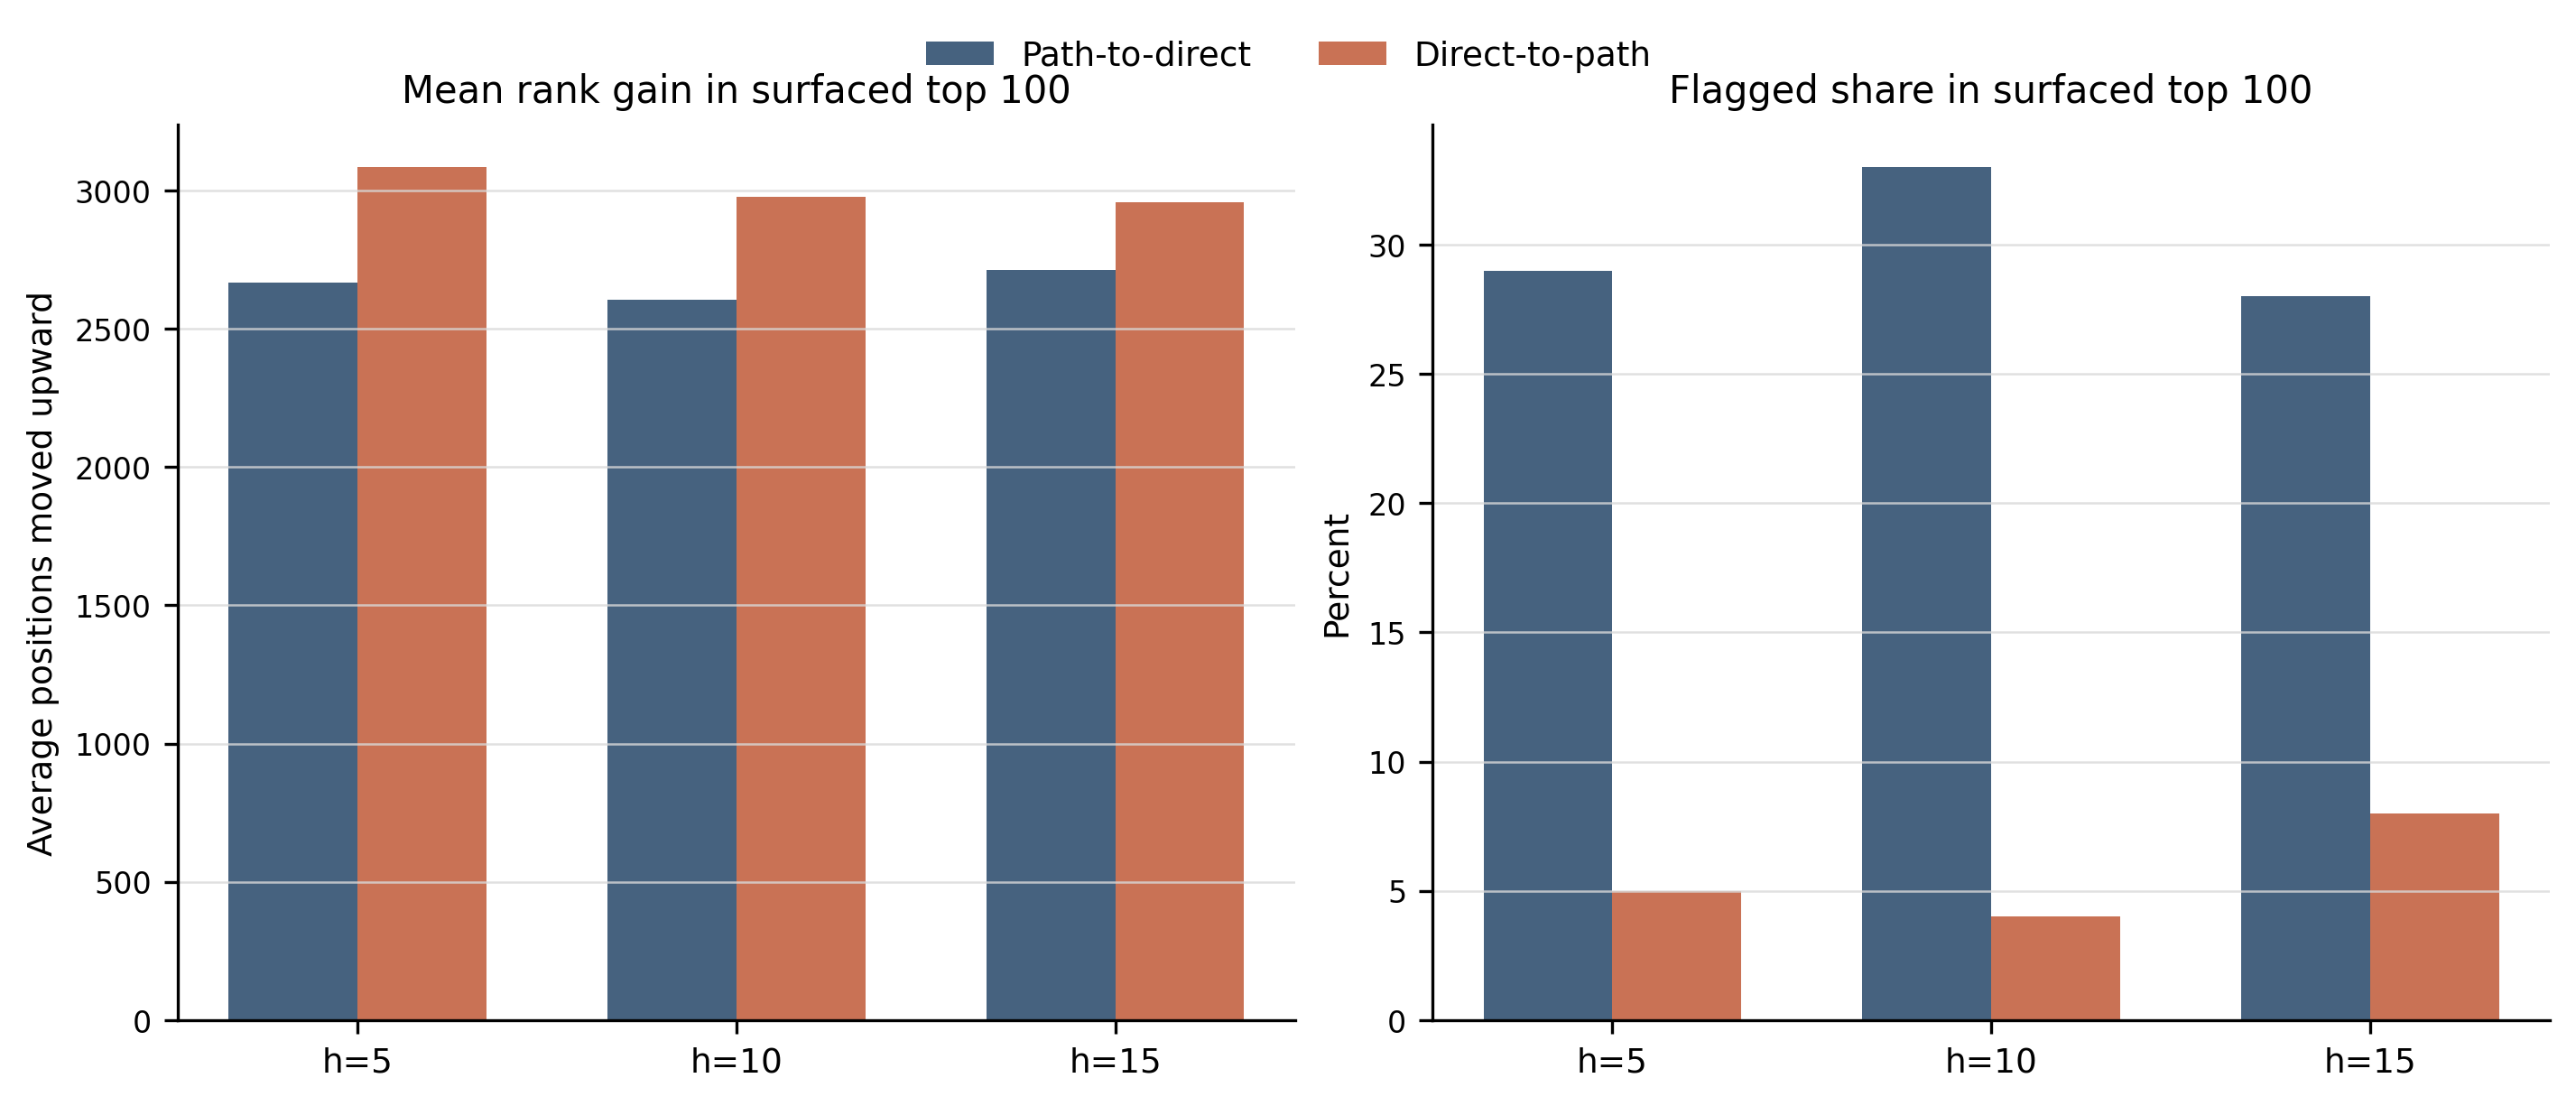 Path-to-direct
Direct-to-path
Mean rank gain in surfaced top 100
Average positions moved upward
3000
2500
2000
1500
1000
500
0
h=5
h=10
h=15
Flagged share in surfaced top 100
Percent
30
25
20
15
10
5
0
h=5
h=10
h=15